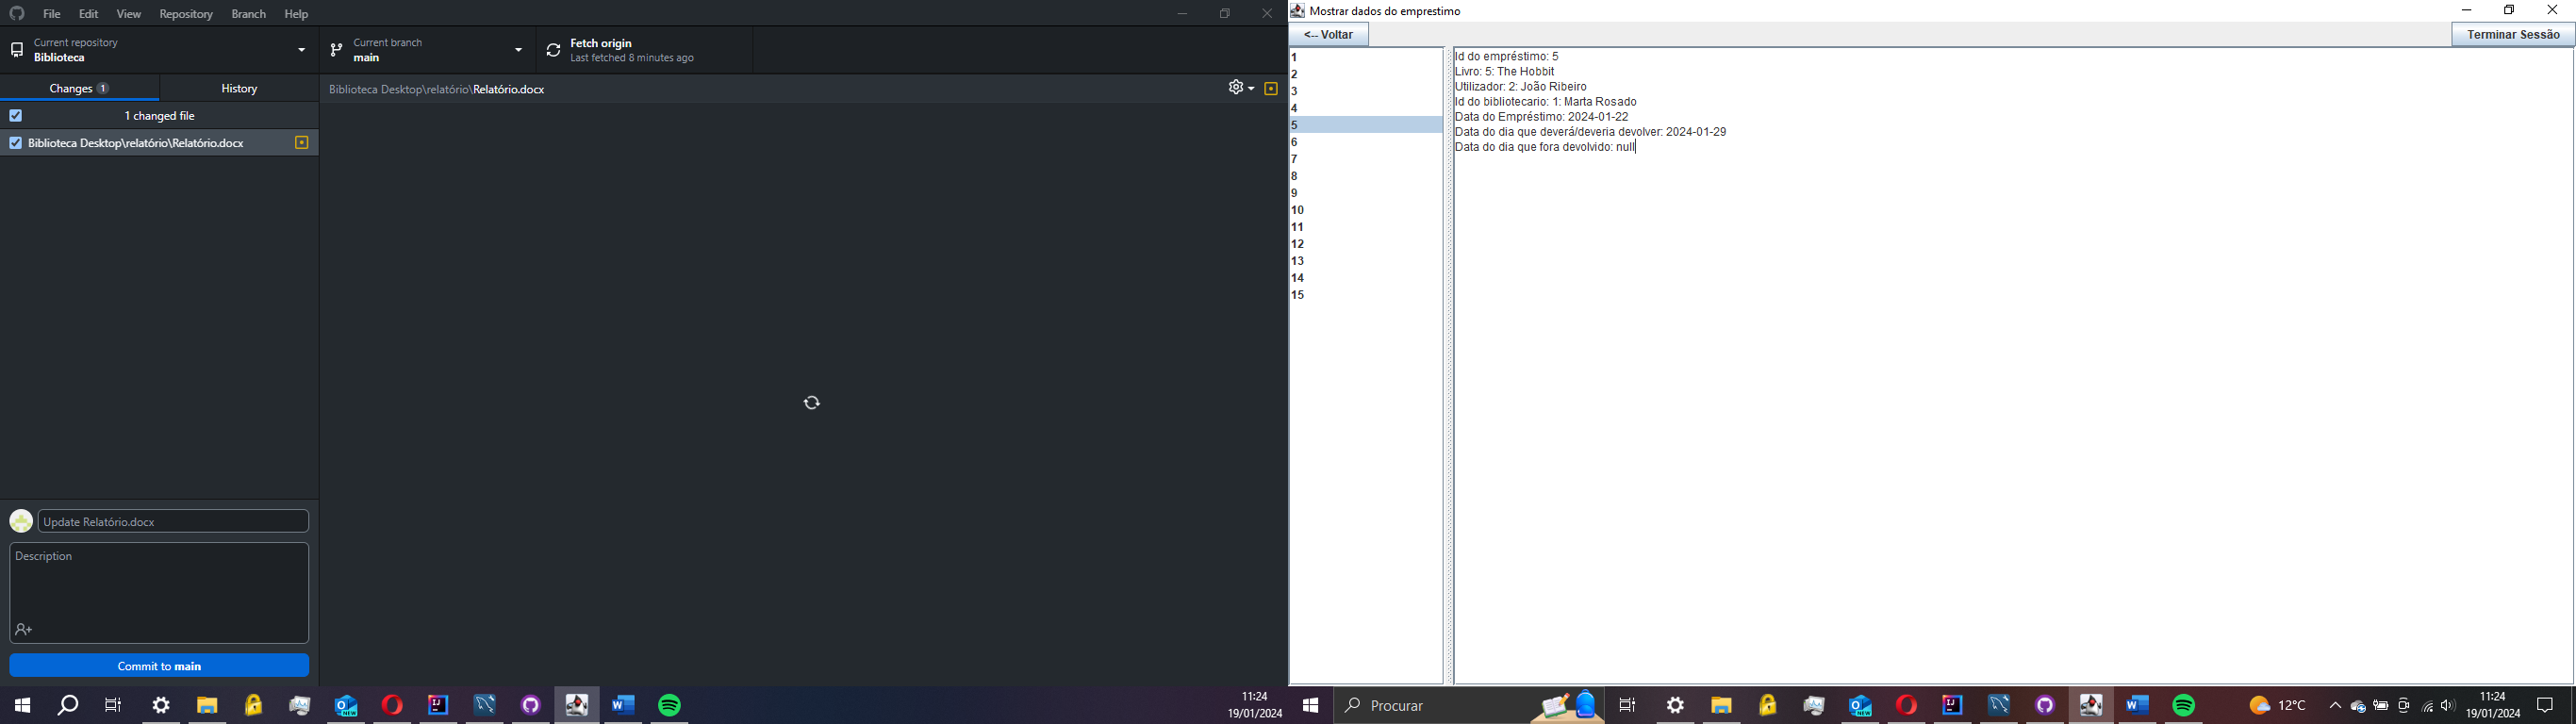 File Edit View Repository Branch Help
Current repository
Biblioteca
Current branch
main
Fetch origin
Last fetched 8 minutes ago
Changes 1
History
1 changed file
Biblioteca Desktop\relatório\Relatório.docx
Biblioteca Desktop\relatório\Relatório.docx
Update Relatório.docx
Description
Commit to main
11:24
19/01/2024
Mostrar dados do emprestimo
<-- Voltar
Terminar Sessão
1
2
3
4
5
6
7
8
9
10
11
12
13
14
15
Id do empréstimo: 5
Livro: 5: The Hobbit
Utilizador: 2: João Ribeiro
Id do bibliotecario: 1: Marta Rosado
Data do Empréstimo: 2024-01-22
Data do dia que deverá/deveria devolver: 2024-01-29
Data do dia que fora devolvido: null
Procurar
12°C
11:24
19/01/2024